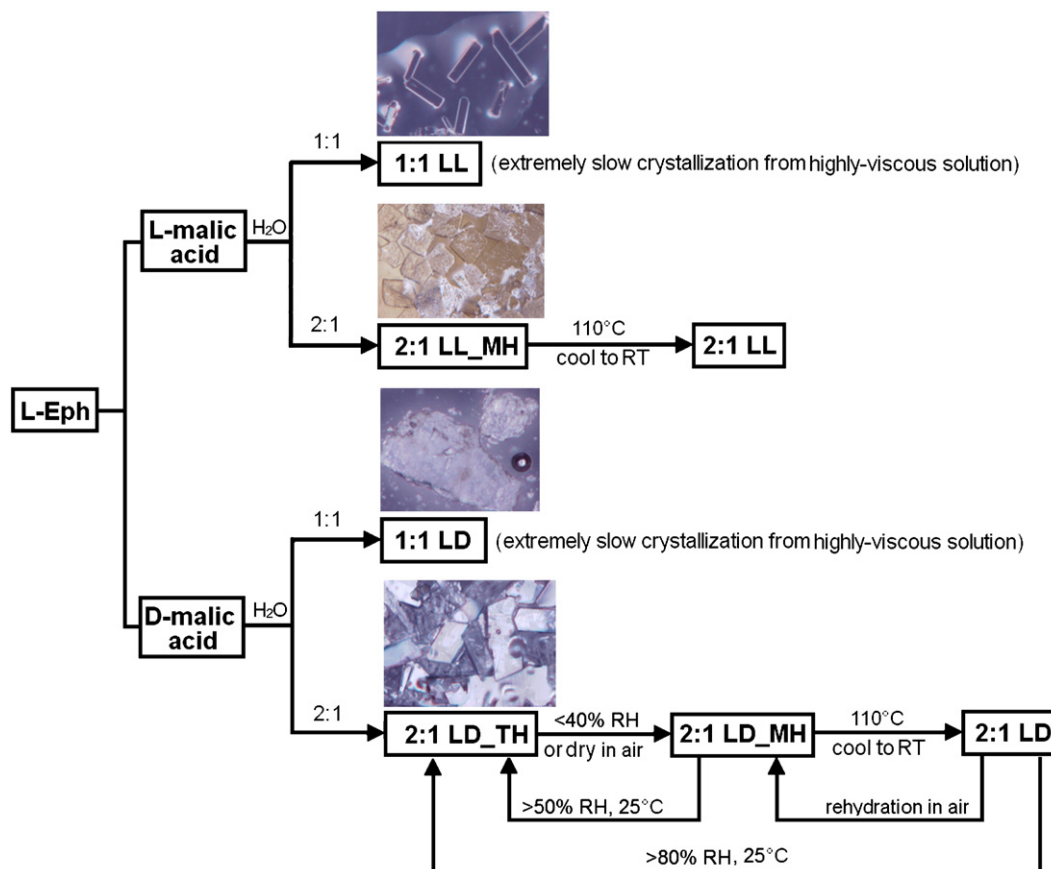 1:1
1:1 LL
(extremely slow crystallization from highly-viscous solution)
L-malic
acid
H₂O
2:1
2:1 LL_MH
110°C
cool to RT
2:1 LL
L-Eph
1:1
1:1 LD
(extremely slow crystallization from highly-viscous solution)
D-malic
acid
H₂O
2:1
2:1 LD_TH
<40% RH
or dry in air
2:1 LD_MH
110°C
cool to RT
2:1 LD
>50% RH, 25°C
rehydration in air
>80% RH, 25°C